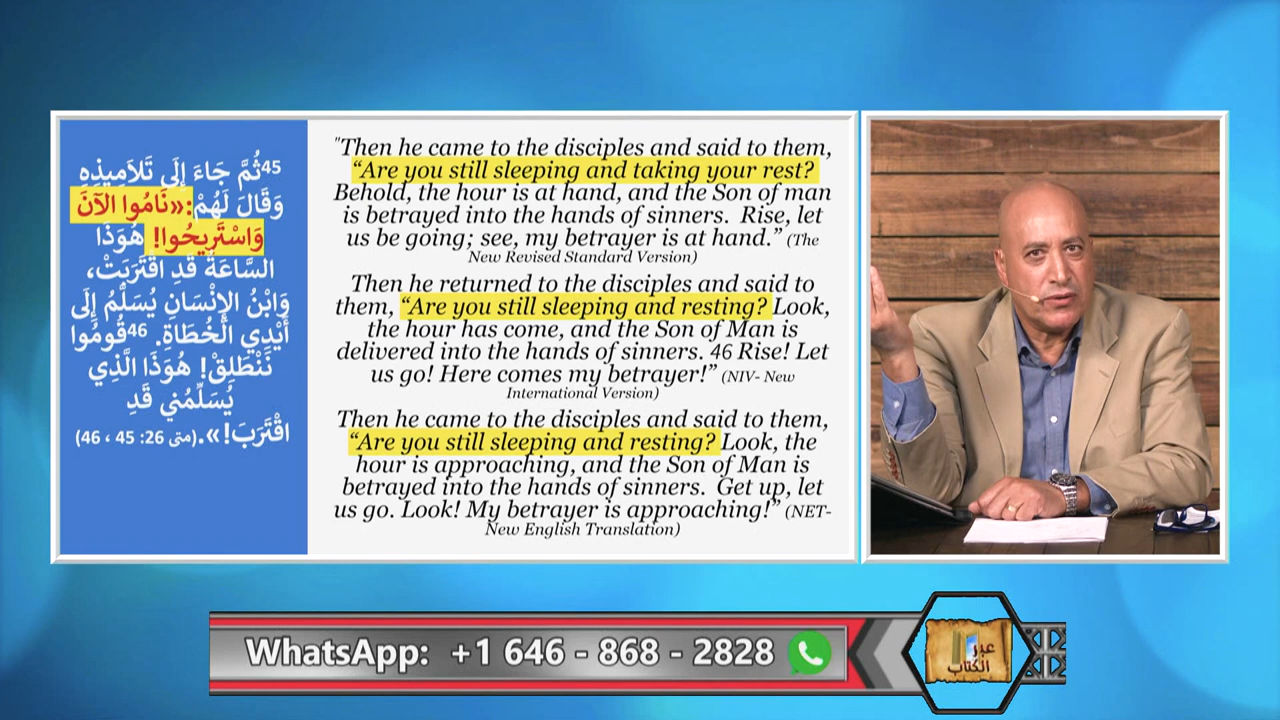 ⁴⁵ثُمَّ جَاءَ إِلَى تَلاَمِيذِهِ
وَقَالَ لَهُمْ:«نَامُوا الآنَ
وَاسْتَرِيحُوا! هُوَذَا
السَّاعَةُ قَدِ اقْتَرَبَتْ،
وَابْنُ الإِنْسَانِ يُسَلَّمُ إِلَى
أَيْدِي الْخُطَاةِ. ⁴⁶قُومُوا
نَنْطَلِقْ! هُوَذَا الَّذِي
يُسَلِّمُنِي قَدِ
اقْتَرَبَ!».(متى 26: 45 ، 46)
"Then he came to the disciples and said to them,
“Are you still sleeping and taking your rest?
Behold, the hour is at hand, and the Son of man
is betrayed into the hands of sinners. Rise, let
us be going; see, my betrayer is at hand.” (The
New Revised Standard Version)
Then he returned to the disciples and said to
them, “Are you still sleeping and resting? Look,
the hour has come, and the Son of Man is
delivered into the hands of sinners. 46 Rise! Let
us go! Here comes my betrayer!” (NIV- New
International Version)
Then he came to the disciples and said to them,
“Are you still sleeping and resting? Look, the
hour is approaching, and the Son of Man is
betrayed into the hands of sinners. Get up, let
us go. Look! My betrayer is approaching!” (NET-
New English Translation)
WhatsApp: +1 646 - 868 - 2828
عبر
الكتاب